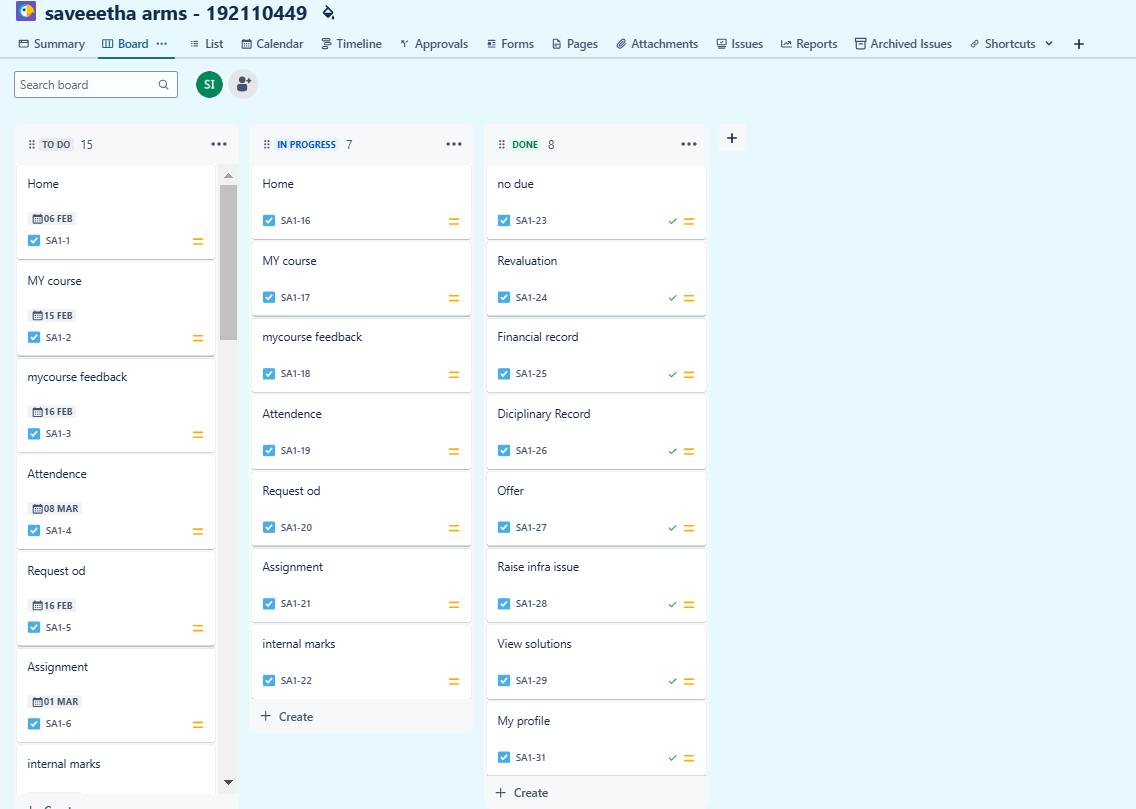 saveeetha arms - 192110449
Summary Board List Calendar Timeline Approvals Forms Pages Attachments Issues Reports Archived Issues Shortcuts
Search board
SI
TO DO 15
Home
06 FEB
SA1-1
MY course
15 FEB
SA1-2
mycourse feedback
16 FEB
SA1-3
Attendence
08 MAR
SA1-4
Request od
16 FEB
SA1-5
Assignment
01 MAR
SA1-6
internal marks
IN PROGRESS 7
Home
SA1-16
MY course
SA1-17
mycourse feedback
SA1-18
Attendence
SA1-19
Request od
SA1-20
Assignment
SA1-21
internal marks
SA1-22
+ Create
DONE 8
no due
SA1-23
Revaluation
SA1-24
Financial record
SA1-25
Diciplinary Record
SA1-26
Offer
SA1-27
Raise infra issue
SA1-28
View solutions
SA1-29
My profile
SA1-31
+ Create